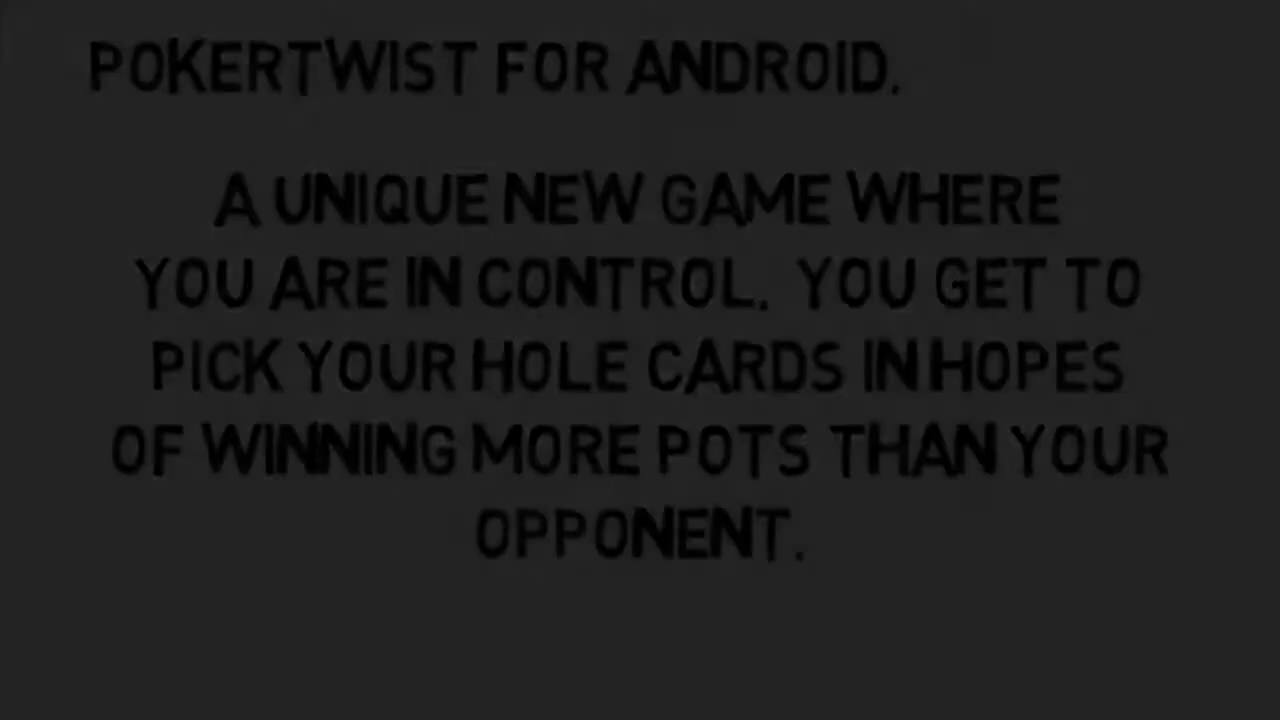 POKERTWIST FOR ANDROID.
A UNIQUE NEW GAME WHERE
YOU ARE IN CONTROL. YOU GET TO
PICK YOUR HOLE CARDS IN HOPES
OF WINNING MORE POTS THAN YOUR
OPPONENT.